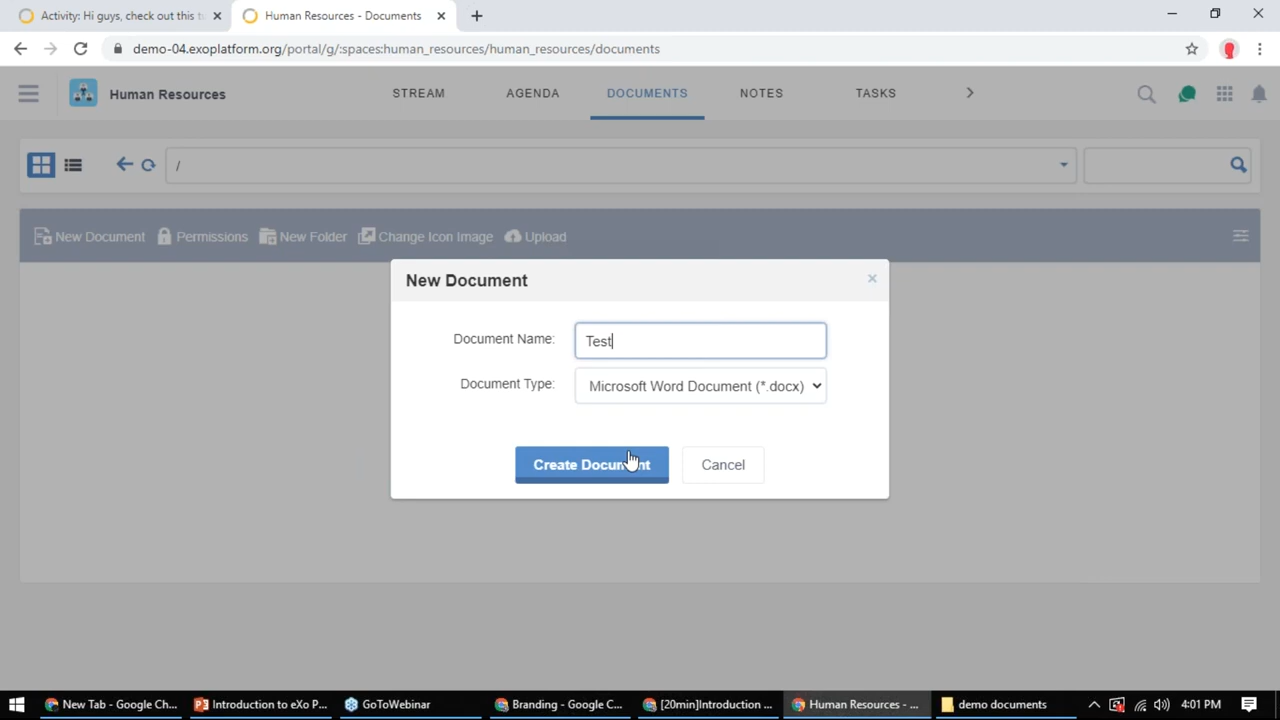 Activity: Hi guys, check out this
Human Resources - Documents
demo-04.exoplatform.org/portal/g/:spaces:human_resources/human_resources/documents
Human Resources
STREAM
AGENDA
DOCUMENTS
NOTES
TASKS
/
New Document
Permissions
New Folder
Change Icon Image
Upload
New Document
Document Name:
Test
Document Type:
Microsoft Word Document (*.docx)
Create Document
Cancel
New Tab - Google Ch...
Introduction to eXo P...
GoToWebinar
Branding - Google C...
[20min]Introduction ...
Human Resources - ...
demo documents
4:01 PM